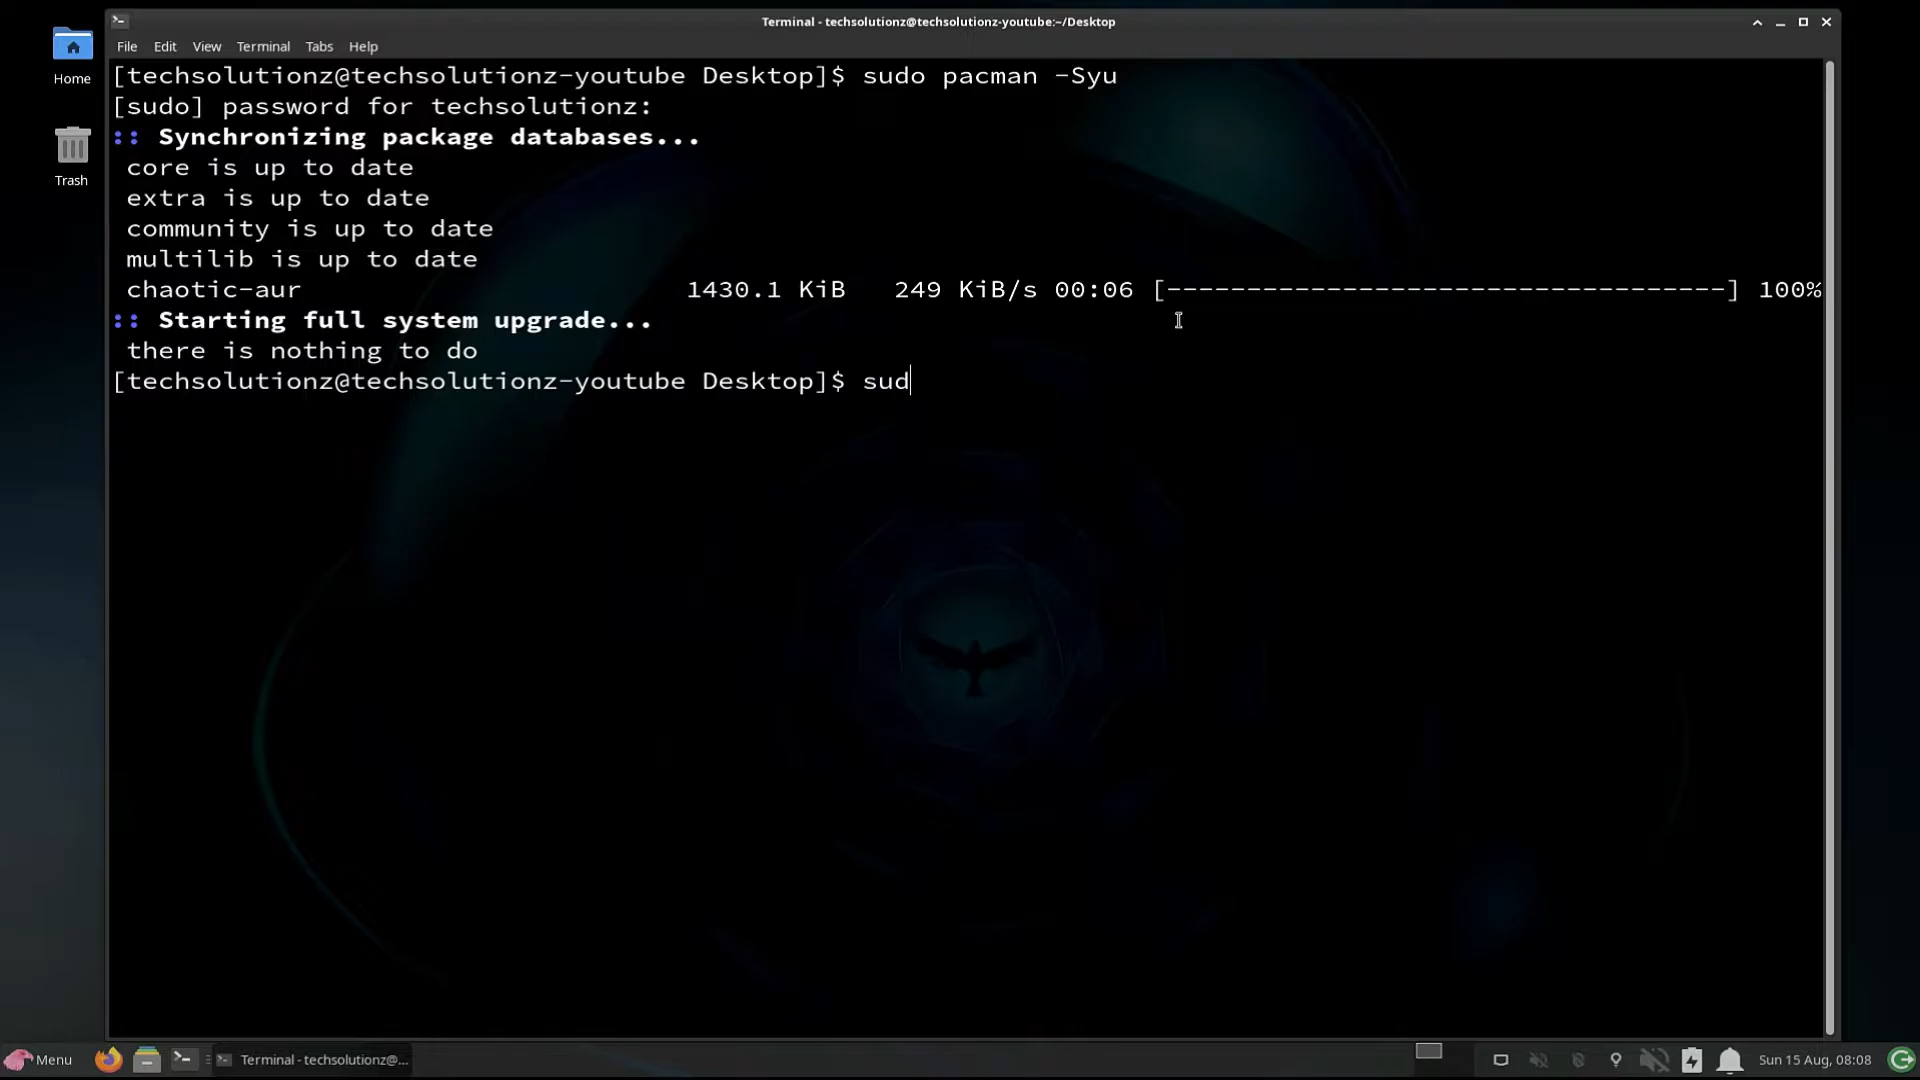 Terminal - techsolutionz@techsolutionz-youtube:~/Desktop
File Edit View Terminal Tabs Help
Home
Trash
[techsolutionz@techsolutionz-youtube Desktop]$ sudo pacman -Syu
[sudo] password for techsolutionz:
:: Synchronizing package databases...
core is up to date
extra is up to date
community is up to date
multilib is up to date
chaotic-aur 1430.1 KiB 249 KiB/s 00:06 [-----------------------------------] 100%
:: Starting full system upgrade...
there is nothing to do
[techsolutionz@techsolutionz-youtube Desktop]$ sud
Menu Terminal - techsolutionz@... Sun 15 Aug, 08:08